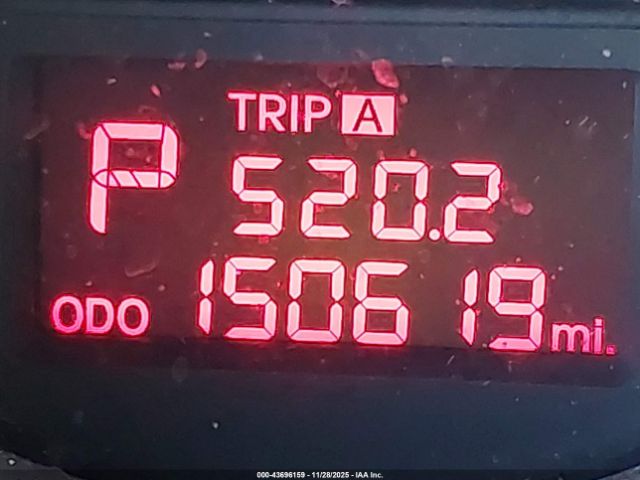 TRIP A
P 520.2
ODO 150619 mi.
000-43696159 - 11/28/2025 - IAA Inc.